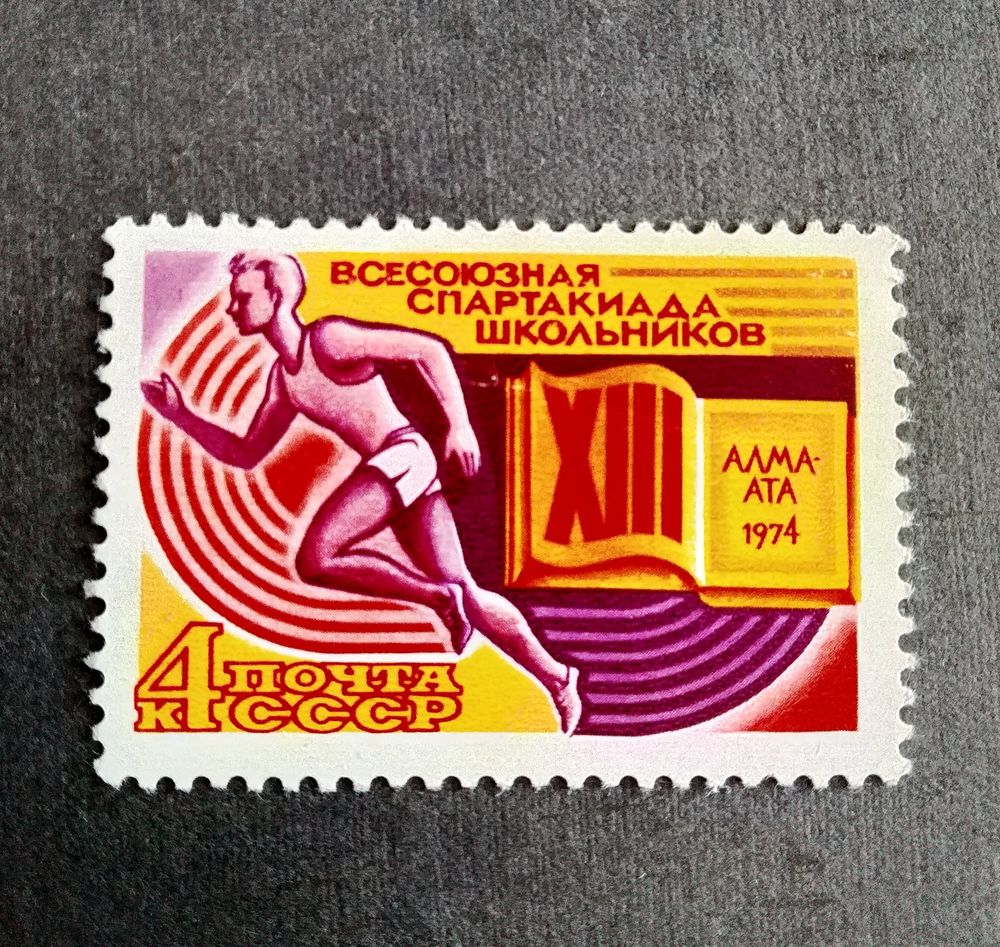 ВСЕСОЮЗНАЯ
СПАРТАКИАДА
ШКОЛЬНИКОВ
XIII
АЛМА-
АТА
1974
4 ПОЧТА
К СССР